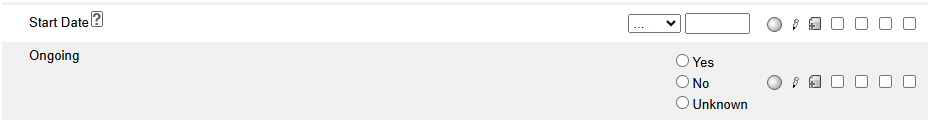 Start Date ?
...
Ongoing
Yes
No
Unknown